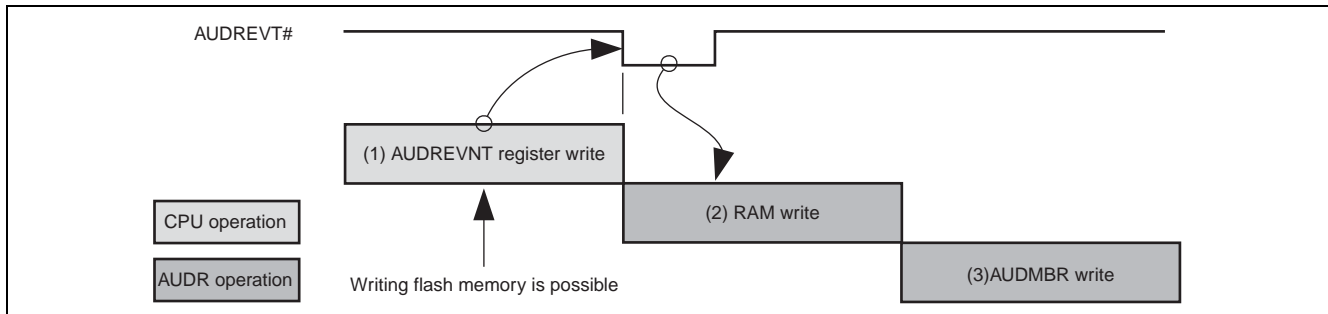 AUDREVT#
(1) AUDREVNT register write
CPU operation
(2) RAM write
AUDR operation
Writing flash memory is possible
(3)AUDMBR write